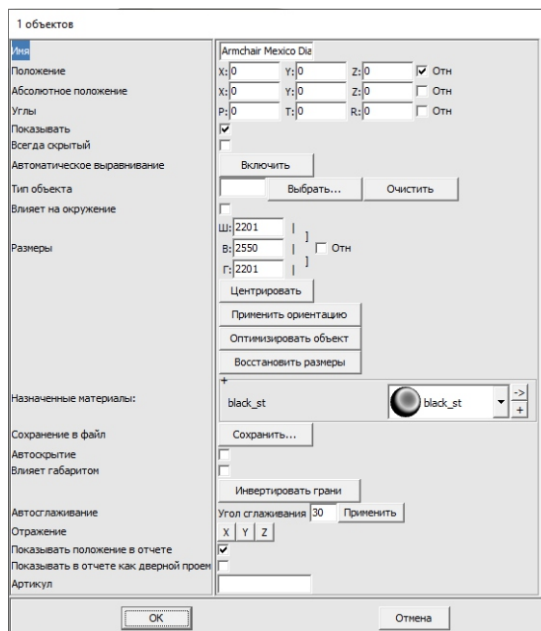 1 объектов
Имя Armchair Mexico Dia
Положение X: 0 Y: 0 Z: 0 Отн
Абсолютное положение X: 0 Y: 0 Z: 0 Отн
Углы P: 0 T: 0 R: 0 Отн
Показывать
Всегда скрытый
Автоматическое выравнивание Включить
Тип объекта Выбрать... Очистить
Влияет на окружение
Ш: 2201
Размеры В: 2550 Отн
Г: 2201
Центрировать
Применить ориентацию
Оптимизировать объект
Восстановить размеры
+
Назначенные материалы: black_st black_st -> +
Сохранение в файл Сохранить...
Автоскрытие
Влияет габаритом
Инвертировать грани
Автосглаживание Угол сглаживания 30 Применить
Отражение X Y Z
Показывать положение в отчете
Показывать в отчете как дверной проем
Артикул
OK Отмена